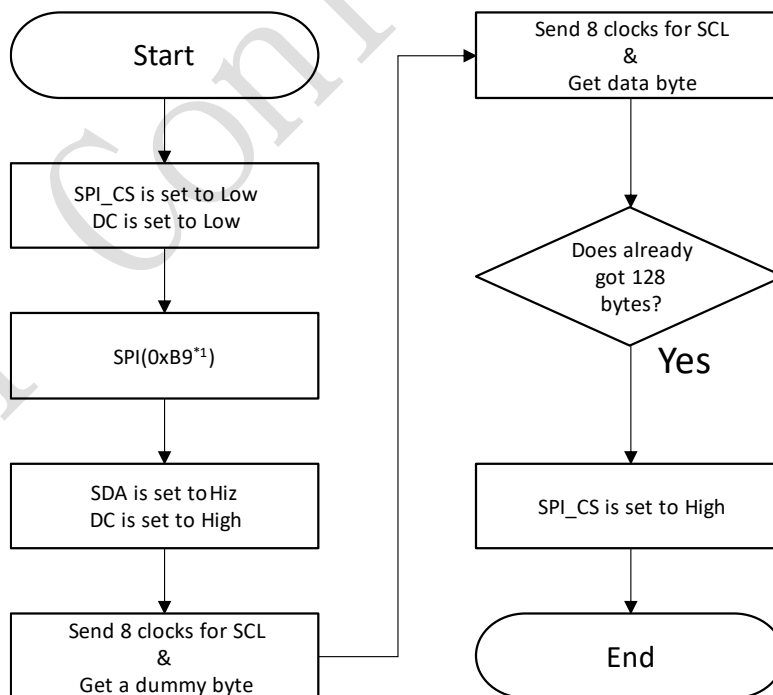 Start
SPI_CS is set to Low
DC is set to Low
SPI(0xB9*1)
SDA is set to Hiz
DC is set to High
Send 8 clocks for SCL
&
Get a dummy byte
Send 8 clocks for SCL
&
Get data byte
Does already
got 128
bytes?
Yes
SPI_CS is set to High
End